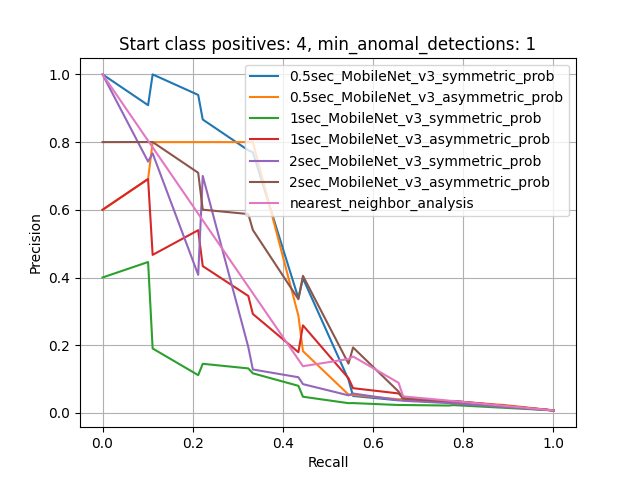 Start class positives: 4, min_anomal_detections: 1
1.0
0.8
0.6
0.4
0.2
0.0
Precision
0.5sec_MobileNet_v3_symmetric_prob
0.5sec_MobileNet_v3_asymmetric_prob
1sec_MobileNet_v3_symmetric_prob
1sec_MobileNet_v3_asymmetric_prob
2sec_MobileNet_v3_symmetric_prob
2sec_MobileNet_v3_asymmetric_prob
nearest_neighbor_analysis
0.0 0.2 0.4 0.6 0.8 1.0
Recall